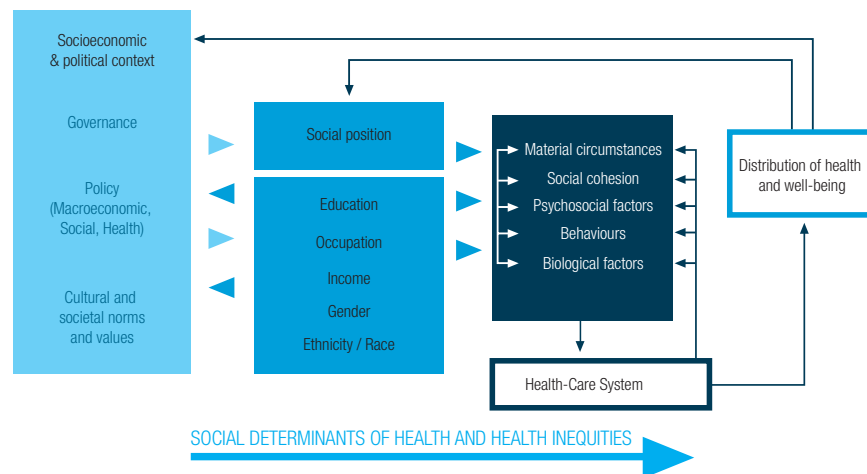 Socioeconomic
& political context
Governance
Policy
(Macroeconomic,
Social, Health)
Cultural and
societal norms
and values
Social position
Education
Occupation
Income
Gender
Ethnicity / Race
Material circumstances
Social cohesion
Psychosocial factors
Behaviours
Biological factors
Health-Care System
Distribution of health
and well-being
SOCIAL DETERMINANTS OF HEALTH AND HEALTH INEQUITIES